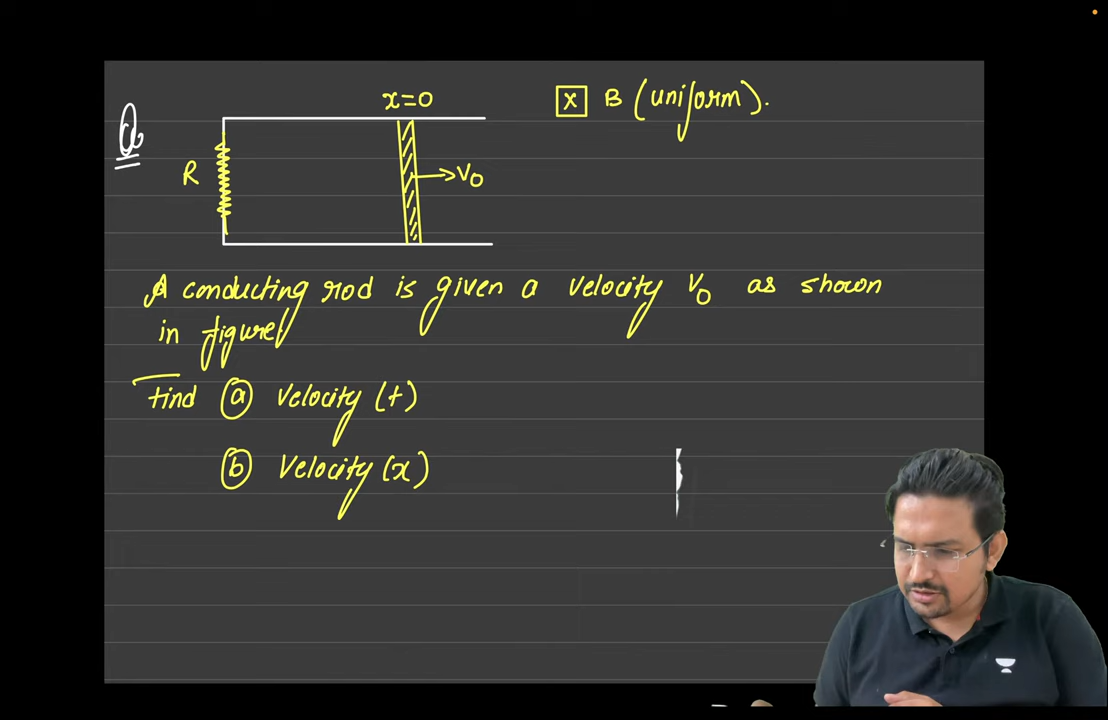 Q
x=0
x B (uniform).
R
V0
A conducting rod is given a velocity V0 as shown
in figure
Find (a) Velocity (t)
(b) Velocity (x)